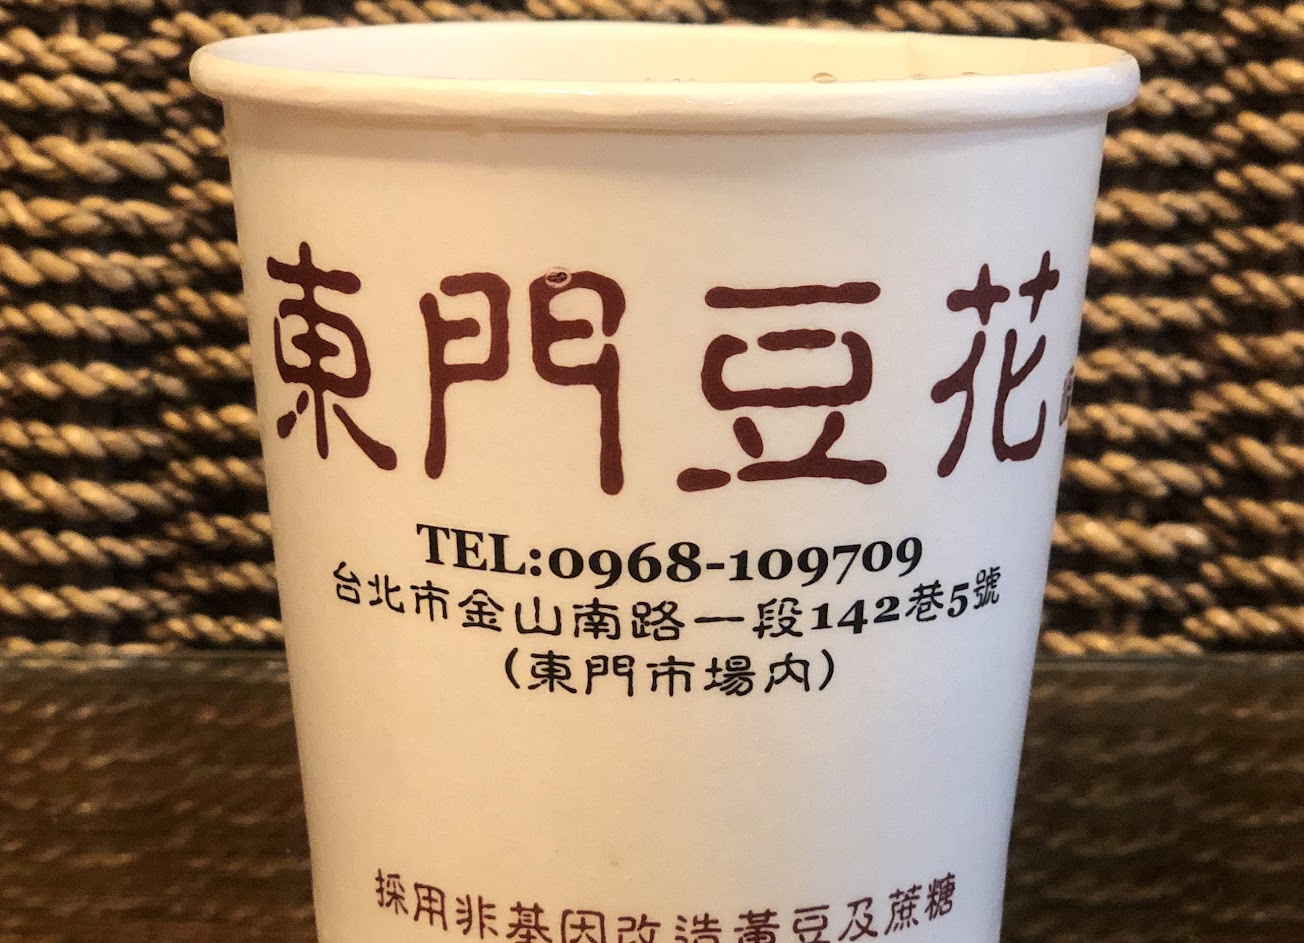 東門豆花
TEL:0968-109709
台北市金山南路一段142巷5號
(東門市場內)
採用非基因改造黃豆及蔗糖